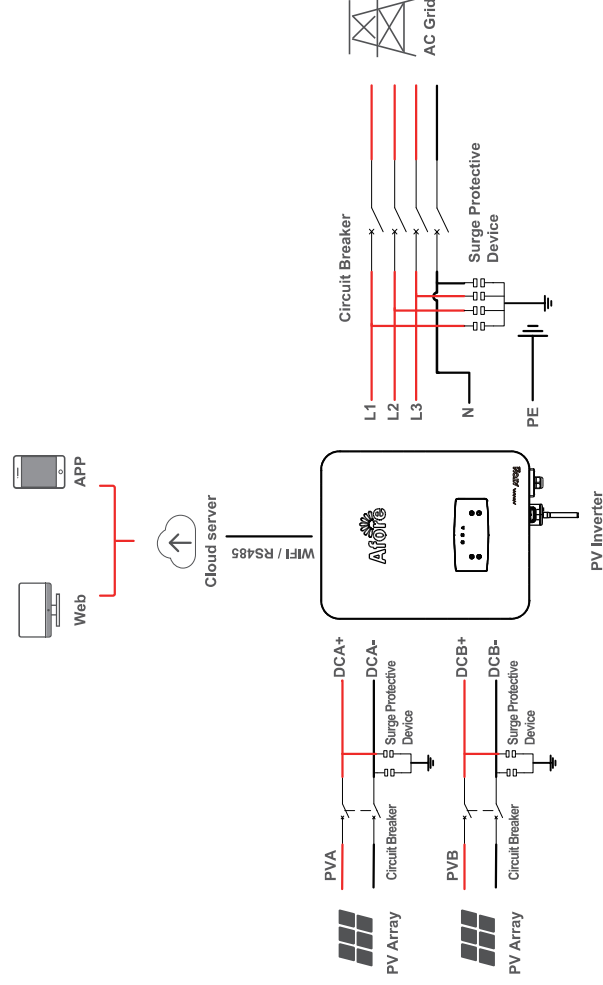 Web
APP
Cloud server
WIFI / RS485
PV Array
PVA
Circuit Breaker
Surge Protective
Device
DCA+
DCA-
PV Array
PVB
Circuit Breaker
Surge Protective
Device
DCB+
DCB-
Afore
PV Inverter
L1
L2
L3
N
PE
Circuit Breaker
Surge Protective
Device
AC Grid